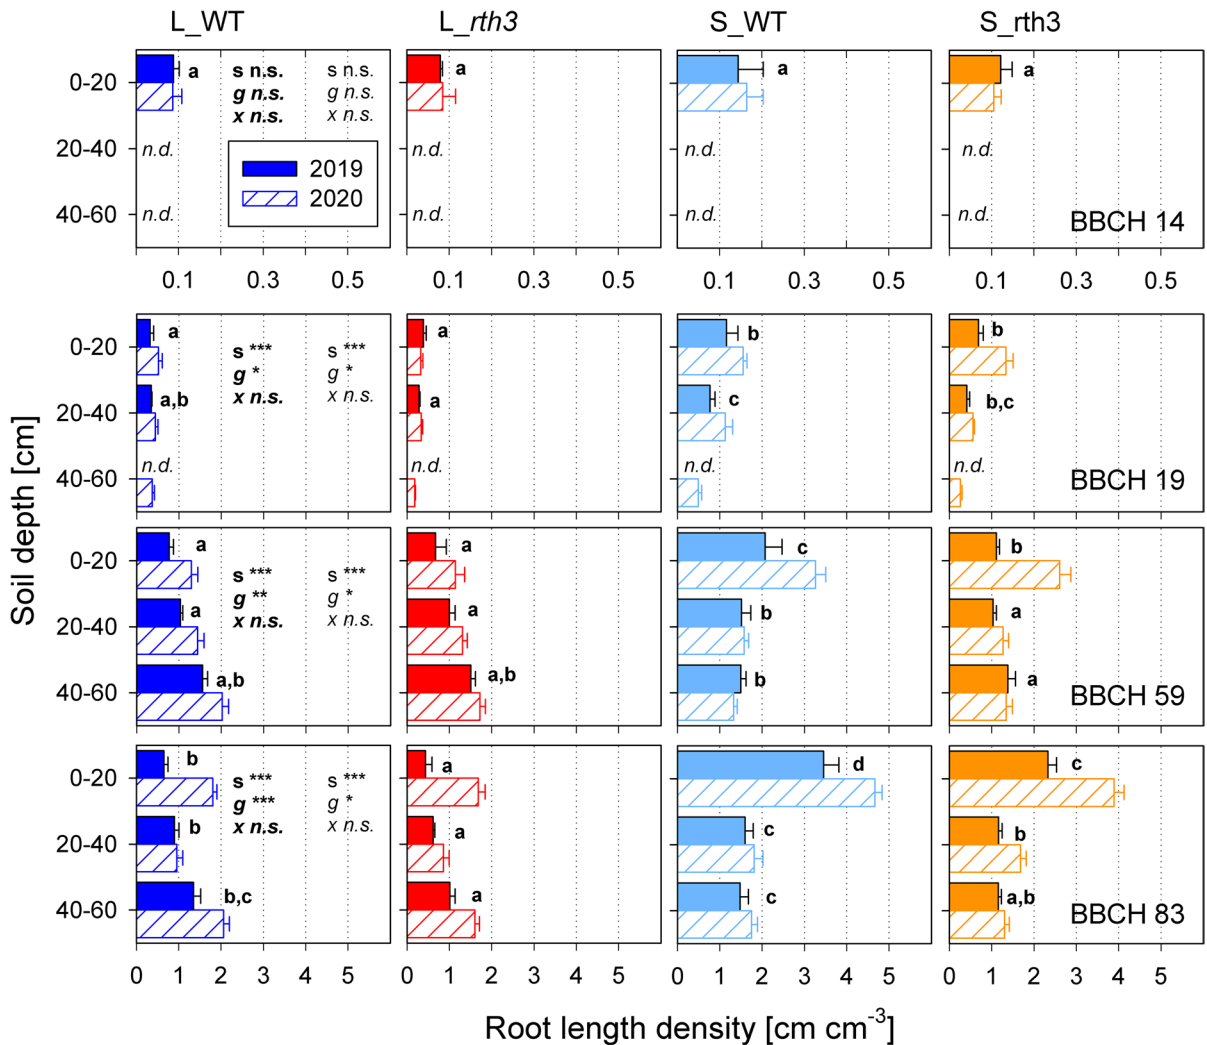 L_WT L_rth3 S_WT S_rth3
0-20 a s n.s. s n.s. a a a
g n.s. g n.s.
x n.s. x n.s.
20-40 n.d. n.d. n.d. n.d.
2019
2020
40-60 n.d. n.d. n.d. n.d.
BBCH 14
0.1 0.3 0.5 0.1 0.3 0.5 0.1 0.3 0.5 0.1 0.3 0.5
0-20 a s *** s *** a b b
g * g *
x n.s. x n.s.
20-40 a,b a c b,c
n.d. n.d. n.d. n.d.
40-60 BBCH 19
0-20 a a c b
s *** s ***
g ** g *
x n.s. x n.s.
20-40 a a b a
40-60 a,b a,b b a
BBCH 59
0-20 b a d c
s *** s ***
g *** g *
x n.s. x n.s.
20-40 b a c b
40-60 b,c a c a,b
BBCH 83
0 1 2 3 4 5 0 1 2 3 4 5 0 1 2 3 4 5 0 1 2 3 4 5
Soil depth [cm]
Root length density [cm cm-3]